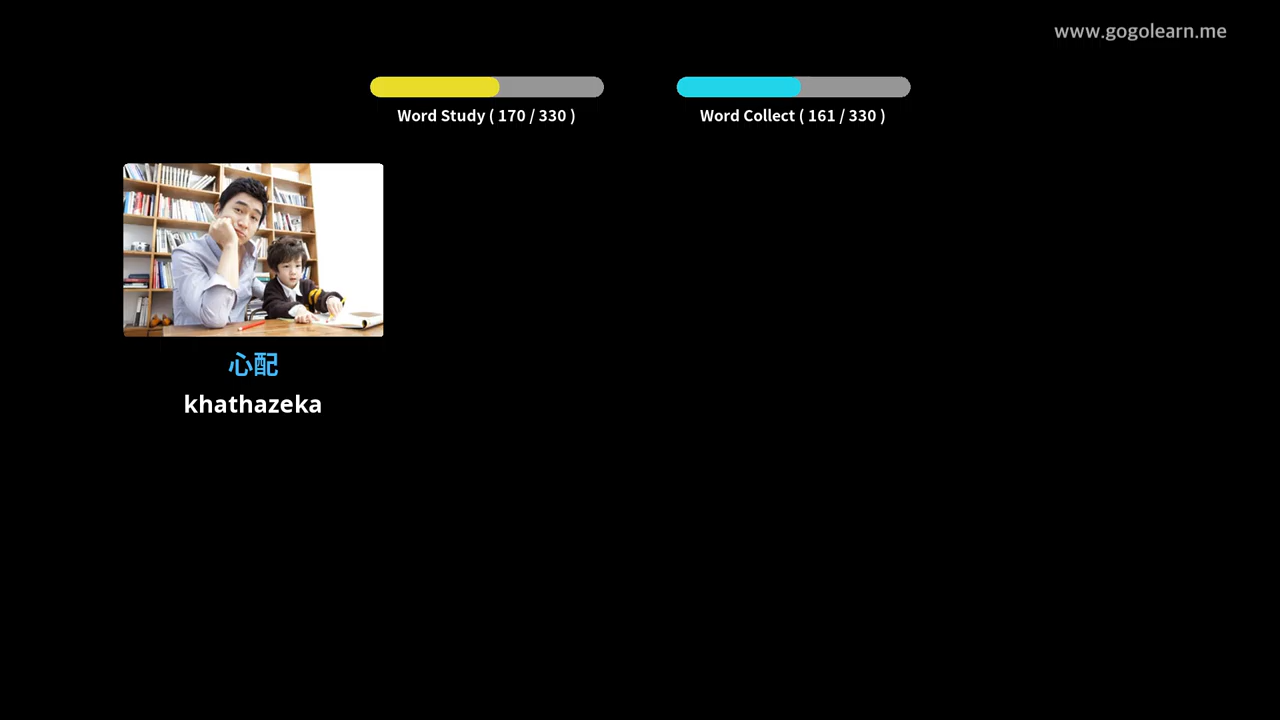 www.gogolearn.me
Word Study ( 170 / 330 )
Word Collect ( 161 / 330 )
心配
khathazeka